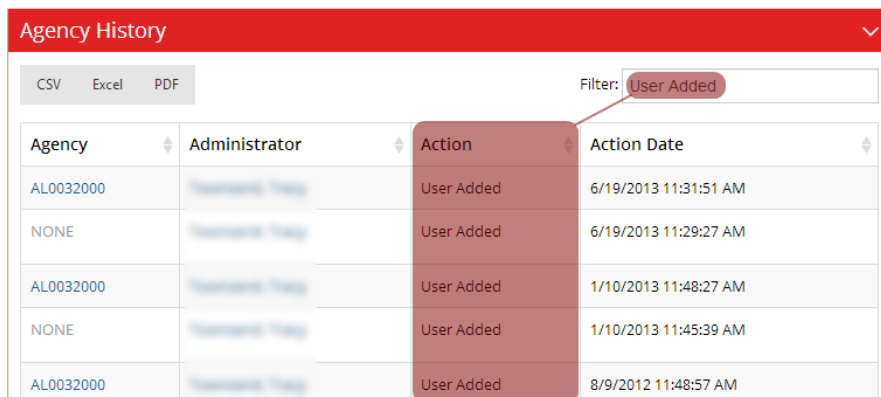 Agency History
CSV Excel PDF Filter: User Added
Agency Administrator Action Action Date
AL0032000 User Added 6/19/2013 11:31:51 AM
NONE User Added 6/19/2013 11:29:27 AM
AL0032000 User Added 1/10/2013 11:48:27 AM
NONE User Added 1/10/2013 11:45:39 AM
AL0032000 User Added 8/9/2012 11:48:57 AM